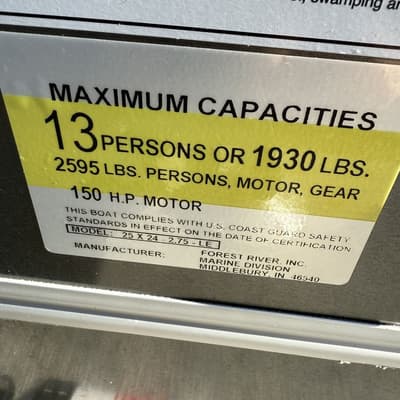 swamping an
MAXIMUM CAPACITIES
13 PERSONS OR 1930 LBS.
2595 LBS. PERSONS, MOTOR, GEAR
150 H.P. MOTOR
THIS BOAT COMPLIES WITH U.S. COAST GUARD SAFETY
STANDARDS IN EFFECT ON THE DATE OF CERTIFICATION
MODEL: 25 X 24 - 2.75 - LE
MANUFACTURER: FOREST RIVER, INC.
MARINE DIVISION
MIDDLEBURY, IN 46540